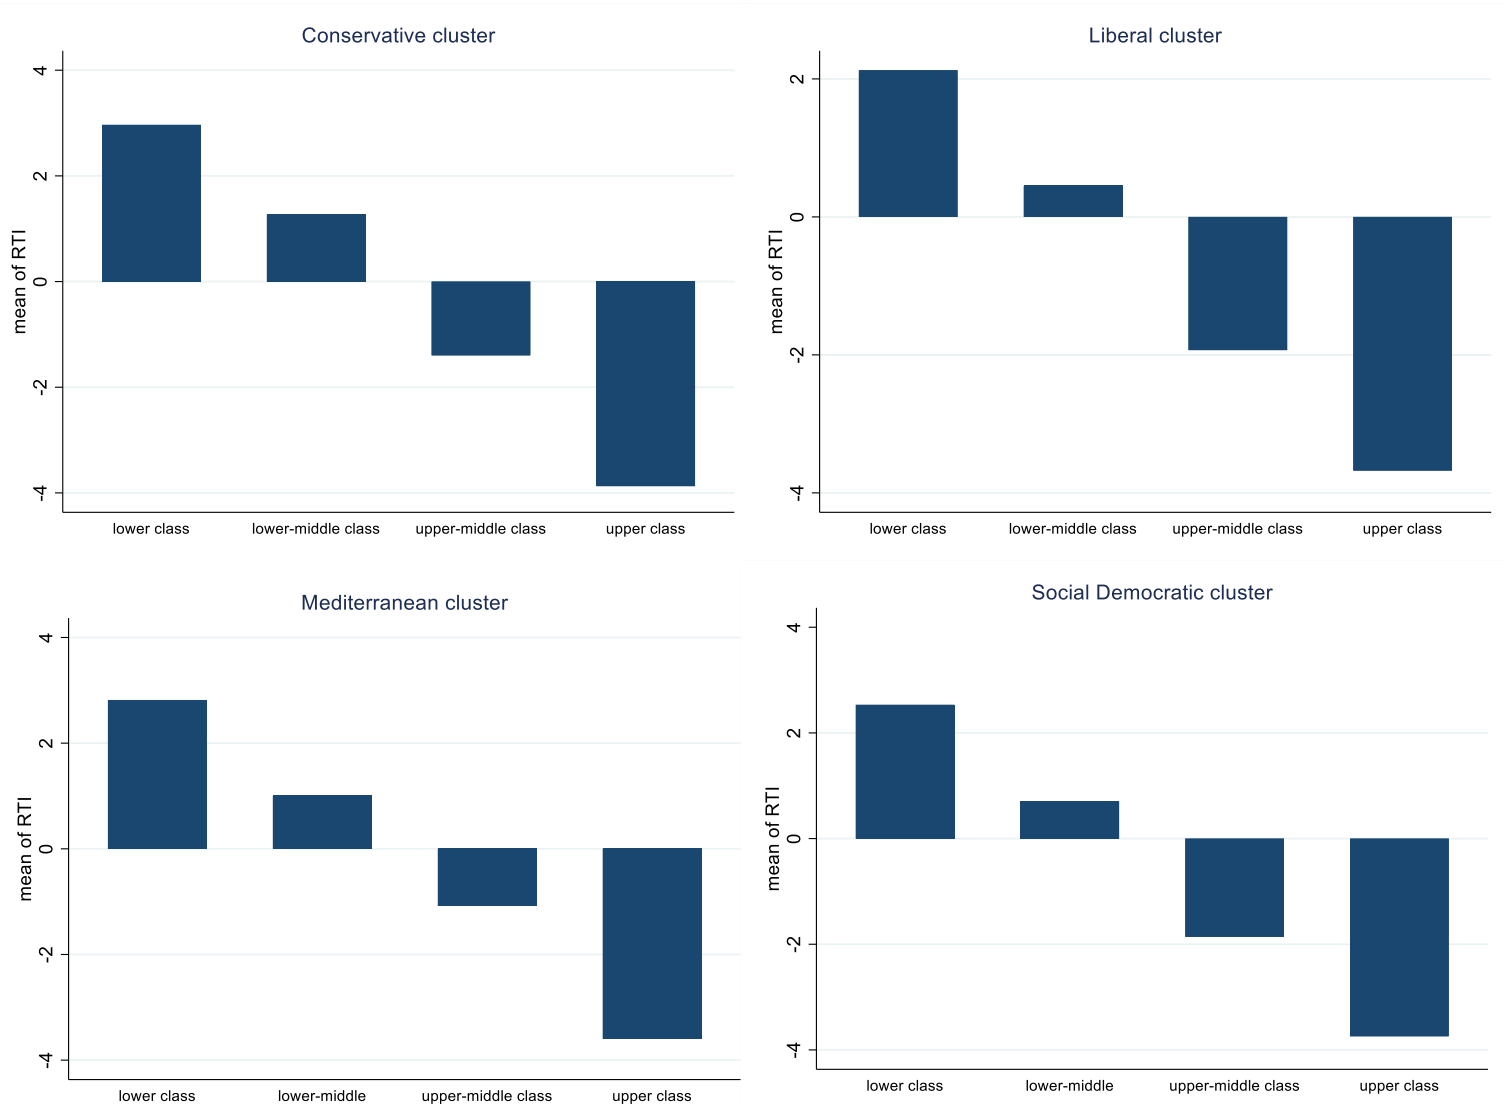 Conservative cluster
mean of RTI
4
2
0
-2
-4
lower class lower-middle class upper-middle class upper class
Liberal cluster
mean of RTI
2
0
-2
-4
lower class lower-middle class upper-middle class upper class
Mediterranean cluster
mean of RTI
4
2
0
-2
-4
lower class lower-middle upper-middle class upper class
Social Democratic cluster
mean of RTI
4
2
0
-2
-4
lower class lower-middle upper-middle class upper class